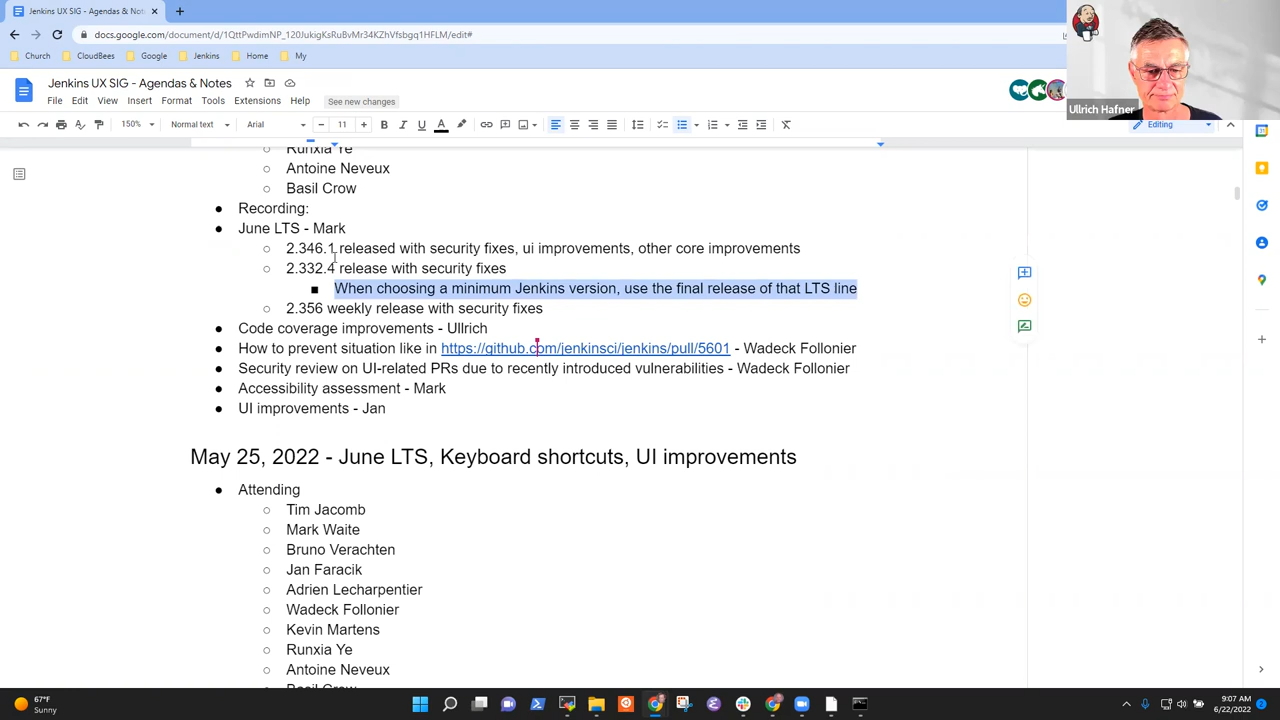 Jenkins UX SIG - Agendas & Notes
docs.google.com/document/d/1QttPwdimNP_120JukigKsRuBvMr34KZhVfsbgq1HFLM/edit#
Church
CloudBees
Google
Jenkins
Home
My
Jenkins UX SIG - Agendas & Notes
File Edit View Insert Format Tools Extensions Help See new changes
Ullrich Hafner
150% Normal text Arial 11 Editing
Runxia Ye
Antoine Neveux
Basil Crow
Recording:
June LTS - Mark
2.346.1 released with security fixes, ui improvements, other core improvements
2.332.4 release with security fixes
When choosing a minimum Jenkins version, use the final release of that LTS line
2.356 weekly release with security fixes
Code coverage improvements - Ullrich
How to prevent situation like in https://github.com/jenkinsci/jenkins/pull/5601 - Wadeck Follonier
Security review on UI-related PRs due to recently introduced vulnerabilities - Wadeck Follonier
Accessibility assessment - Mark
UI improvements - Jan
May 25, 2022 - June LTS, Keyboard shortcuts, UI improvements
Attending
Tim Jacomb
Mark Waite
Bruno Verachten
Jan Faracik
Adrien Lecharpentier
Wadeck Follonier
Kevin Martens
Runxia Ye
Antoine Neveux
67°F
Sunny
9:07 AM
6/22/2022